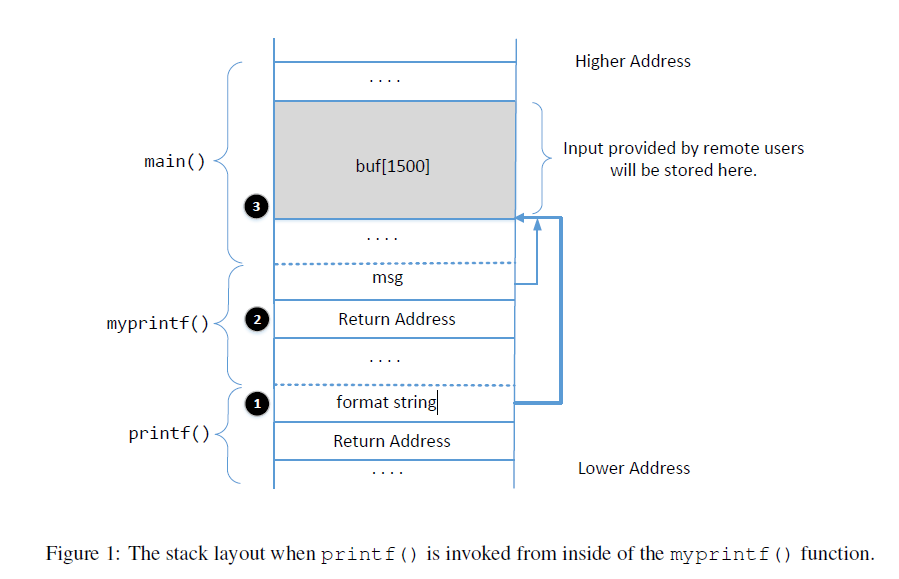 Higher Address
....
main()
buf[1500]
Input provided by remote users
will be stored here.
3
....
msg
myprintf()
2
Return Address
....
1
format string
printf()
Return Address
....
Lower Address
Figure 1: The stack layout when printf() is invoked from inside of the myprintf() function.